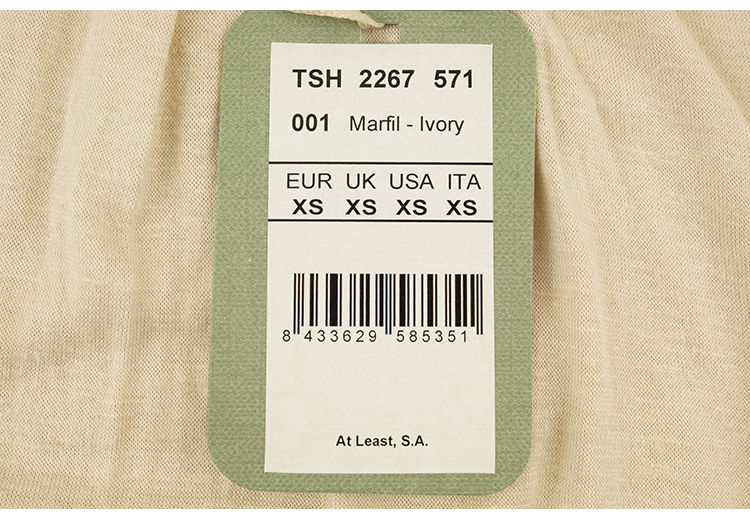 TSH 2267 571
001 Marfil - Ivory
EUR UK USA ITA
XS XS XS XS
8 433629 585351
At Least, S.A.